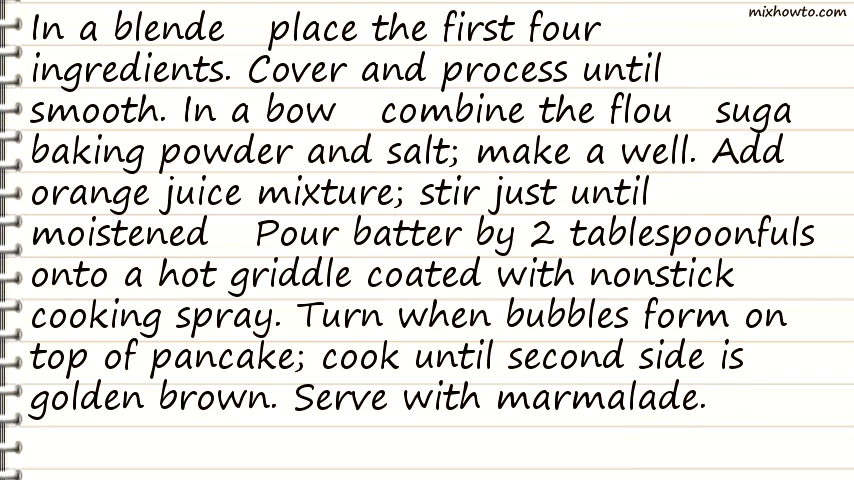 mixhowto.com
In a blende place the first four
ingredients. Cover and process until
smooth. In a bow combine the flou suga
baking powder and salt; make a well. Add
orange juice mixture; stir just until
moistened Pour batter by 2 tablespoonfuls
onto a hot griddle coated with nonstick
cooking spray. Turn when bubbles form on
top of pancake; cook until second side is
golden brown. Serve with marmalade.